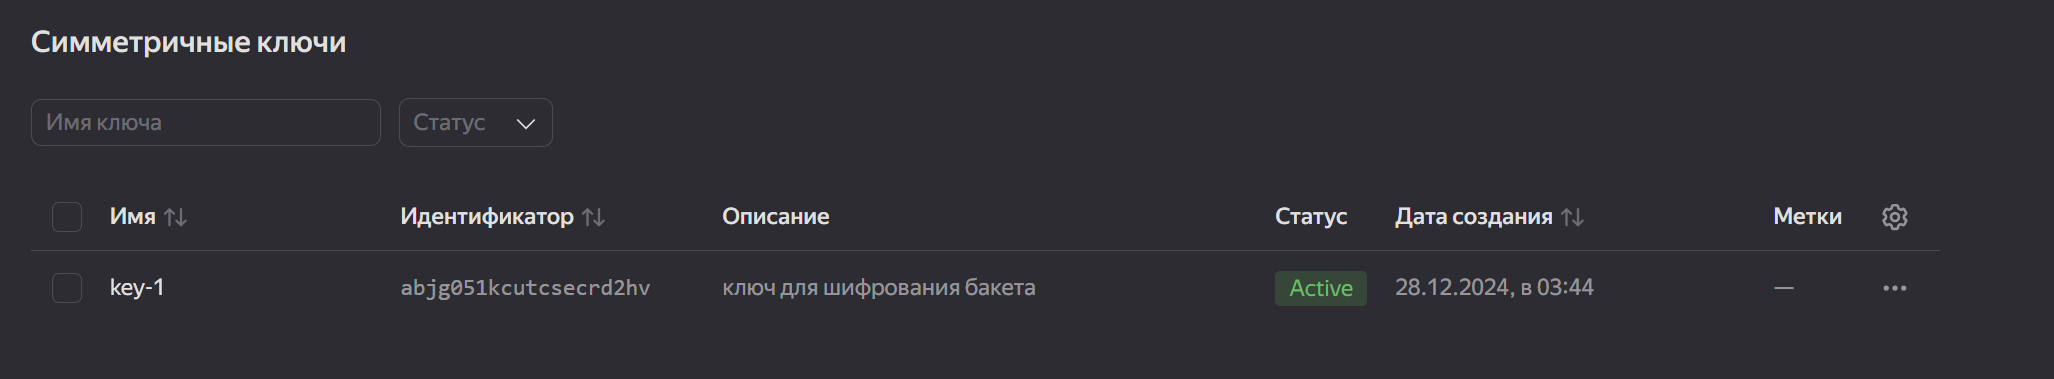 Симметричные ключи
Имя ключа Статус
Имя Идентификатор Описание Статус Дата создания Метки
key-1 abjg051kcutcsecrd2hv ключ для шифрования бакета Active 28.12.2024, в 03:44 —